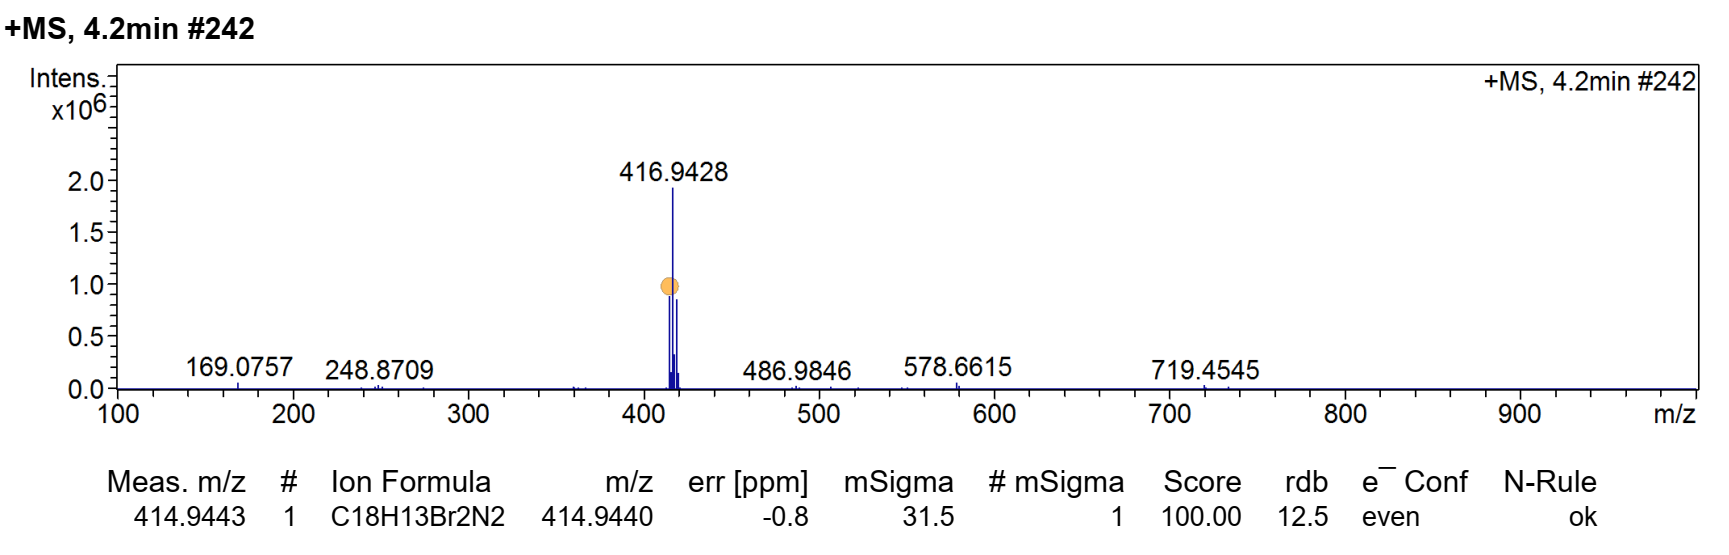 +MS, 4.2min #242
Intens.
x10⁶
+MS, 4.2min #242
416.9428
2.0
1.5
1.0
0.5
0.0
169.0757
248.8709
486.9846
578.6615
719.4545
100 200 300 400 500 600 700 800 900 m/z
Meas. m/z # Ion Formula m/z err [ppm] mSigma # mSigma Score rdb e¯ Conf N-Rule
414.9443 1 C18H13Br2N2 414.9440 -0.8 31.5 1 100.00 12.5 even ok